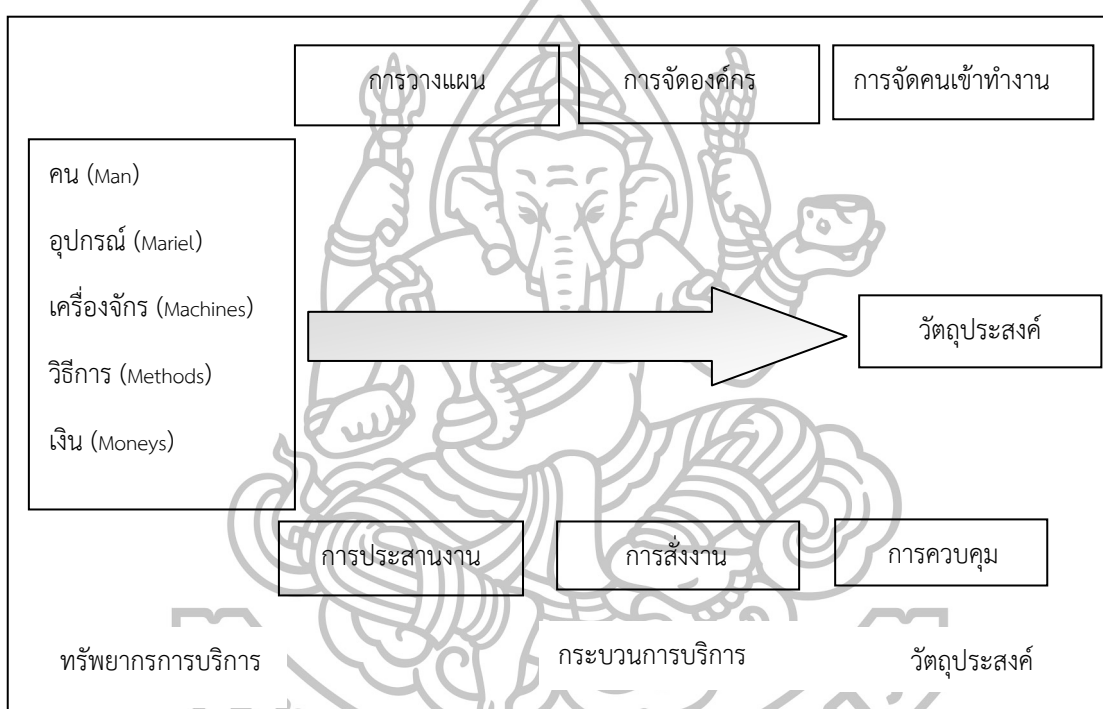 การวางแผน การจัดองค์กร การจัดคนเข้าทำงาน
คน (Man)
อุปกรณ์ (Mariel)
เครื่องจักร (Machines)
วิธีการ (Methods)
เงิน (Moneys)
วัตถุประสงค์
การประสานงาน การสั่งงาน การควบคุม
ทรัพยากรการบริการ กระบวนการบริการ วัตถุประสงค์